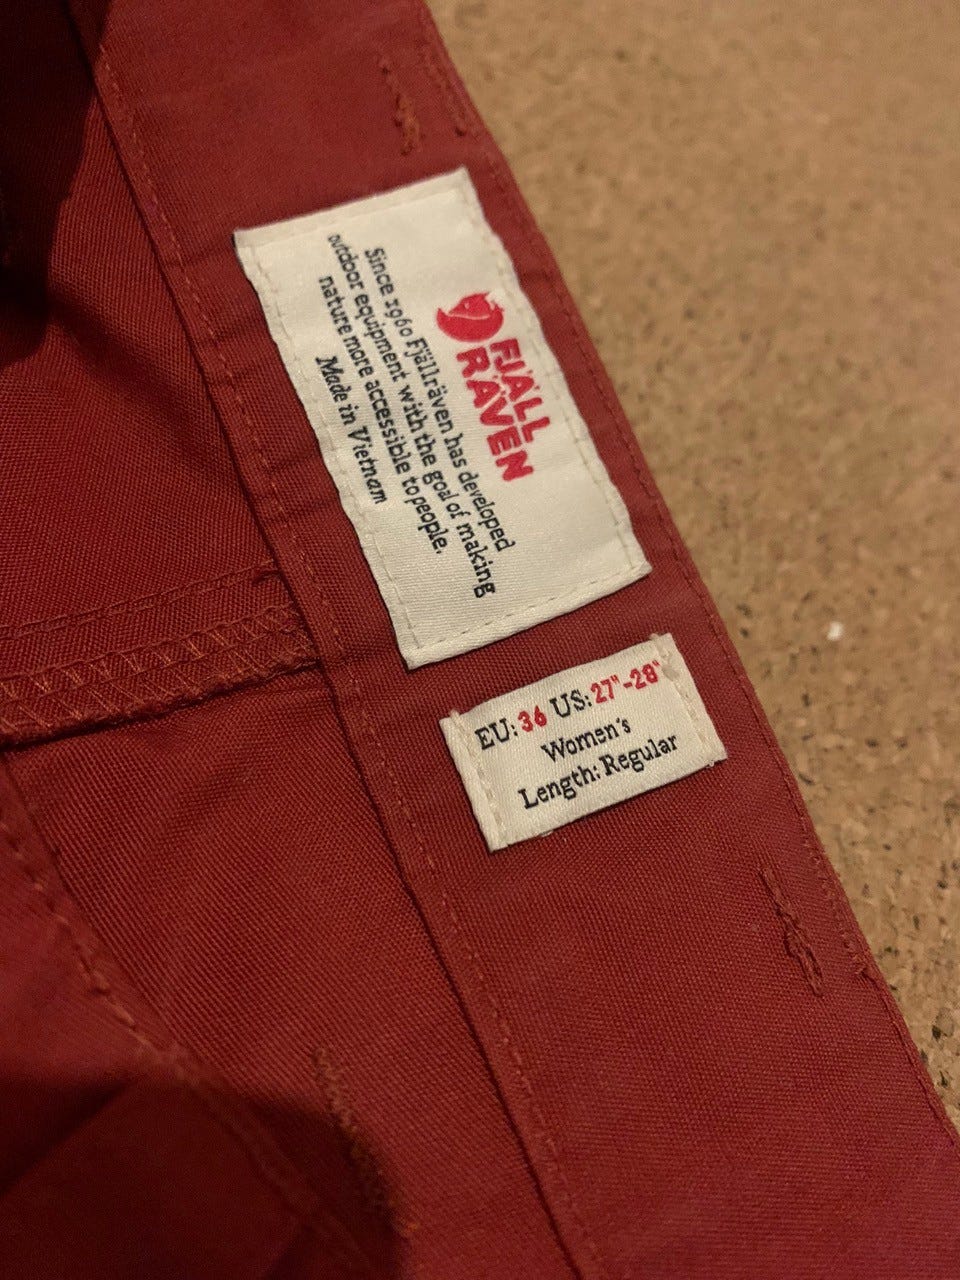 FJÄLL
RÄVEN
Since 1960 Fjällräven has developed
outdoor equipment with the goal of making
nature more accessible to people.
Made in Vietnam
EU: 36 US: 27"-28"
Women's
Length: Regular